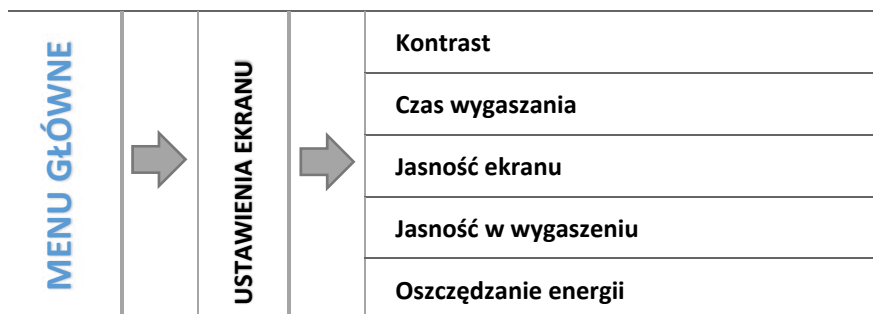 MENU GŁÓWNE
USTAWIENIA EKRANU
Kontrast
Czas wygaszania
Jasność ekranu
Jasność w wygaszeniu
Oszczędzanie energii